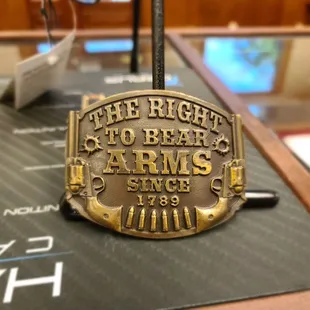 THE RIGHT
TO BEAR
ARMS
SINCE
1789